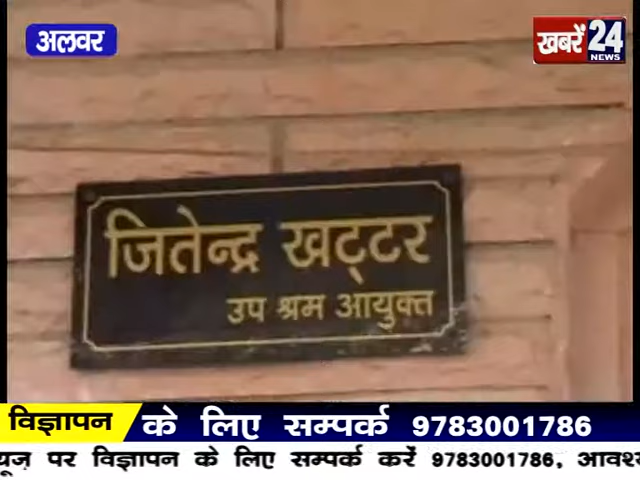 अलवर
खबरें 24
NEWS
जितेन्द्र खट्टर
उप श्रम आयुक्त
विज्ञापन के लिए सम्पर्क 9783001786
पर विज्ञापन के लिए सम्पर्क करें 9783001786,